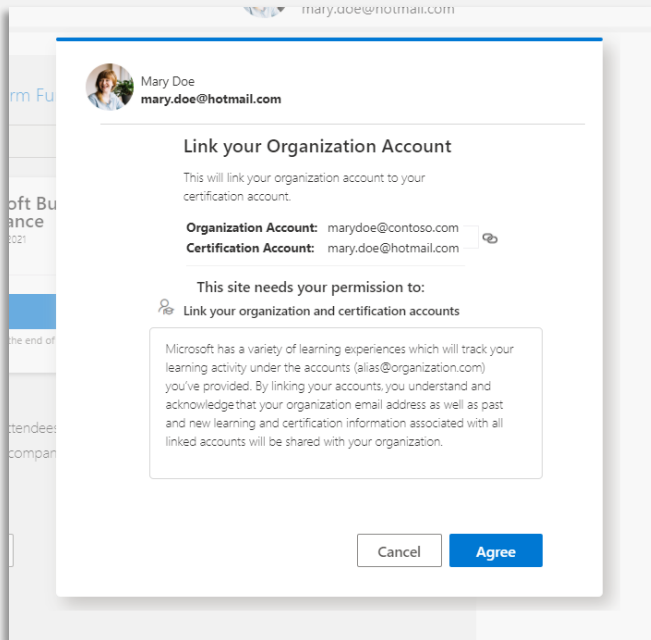 mary.doe@hotmail.com
Mary Doe
mary.doe@hotmail.com
rm Fu
Link your Organization Account
This will link your organization account to your
certification account.
oft Bu
ance
2021
Organization Account: marydoe@contoso.com
Certification Account: mary.doe@hotmail.com
This site needs your permission to:
Link your organization and certification accounts
the end of
Microsoft has a variety of learning experiences which will track your
learning activity under the accounts (alias@organization.com)
you've provided. By linking your accounts, you understand and
acknowledge that your organization email address as well as past
and new learning and certification information associated with all
linked accounts will be shared with your organization.
ttendees
compan
Cancel
Agree